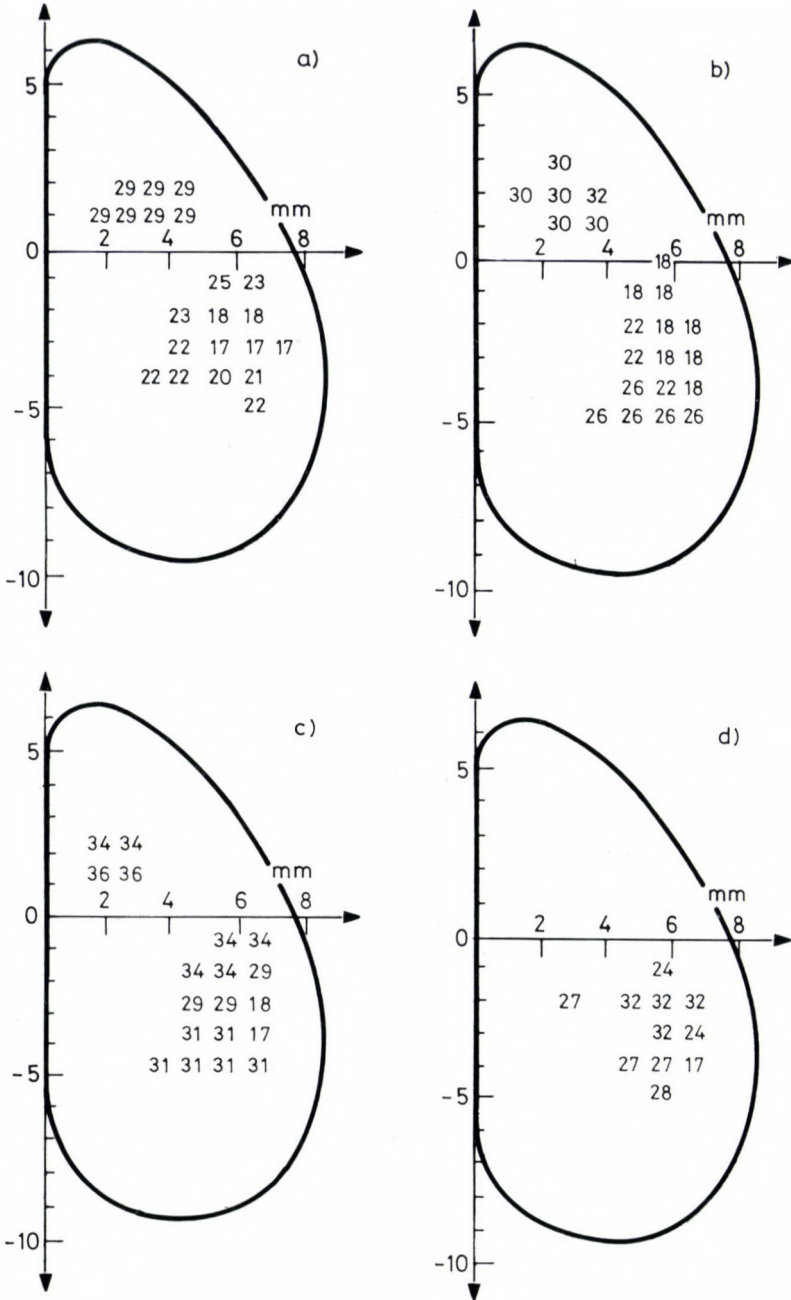 a)
5
29 29 29
29 29 29 29
mm
0 2 4 6 8
25 23
23 18 18
22 17 17 17
22 22 20 21
-5 22
-10
b)
5
30
30 30 32
30 30
mm
0 2 4 18 6 8
18 18
22 18 18
22 18 18
26 22 18
-5 26 26 26 26
-10
c)
5
34 34
36 36
mm
0 2 4 6 8
34 34
34 34 29
29 29 18
31 31 17
-5 31 31 31 31
-10
d)
5
mm
0 2 4 6 8
24
27 32 32 32
32 24
27 27 17
-5 28
-10